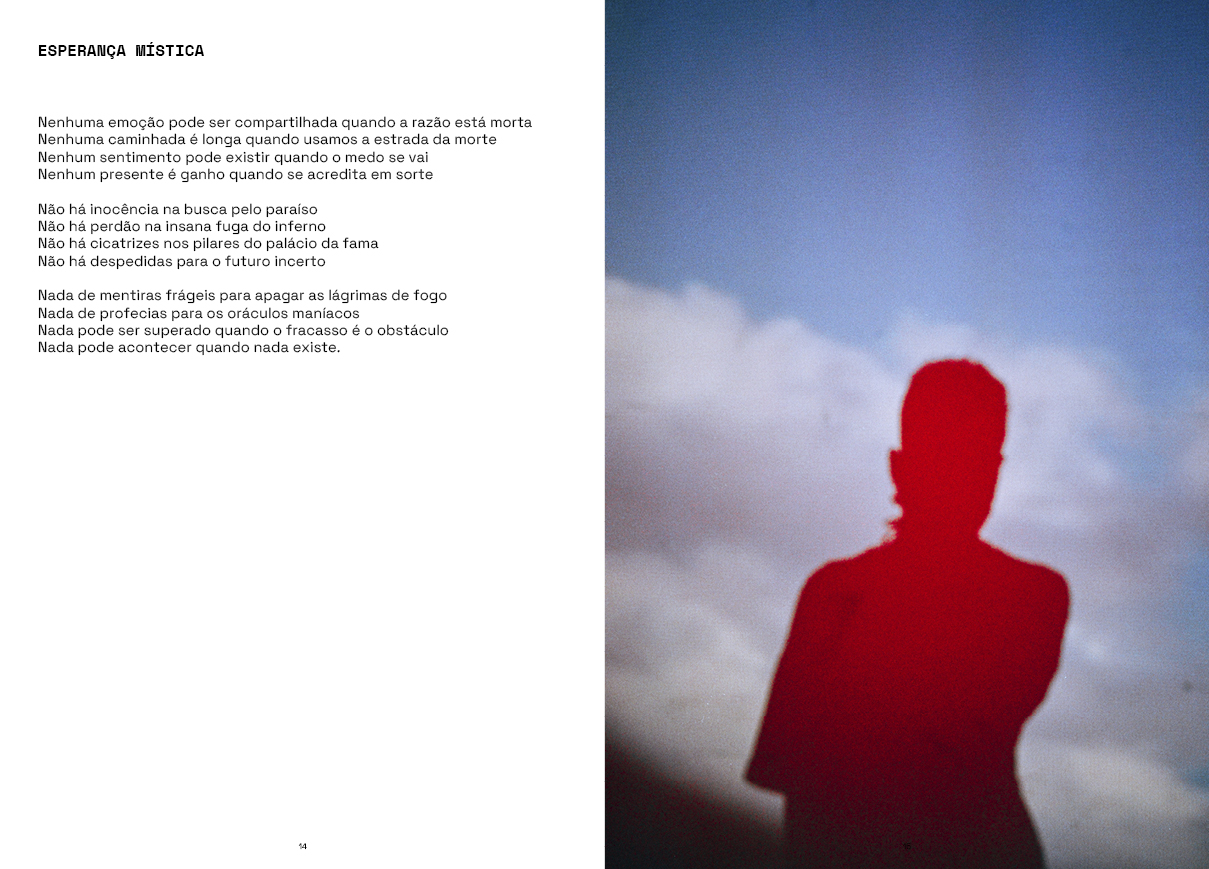 ESPERANÇA MÍSTICA
Nenhuma emoção pode ser compartilhada quando a razão está morta
Nenhuma caminhada é longa quando usamos a estrada da morte
Nenhum sentimento pode existir quando o medo se vai
Nenhum presente é ganho quando se acredita em sorte
Não há inocência na busca pelo paraíso
Não há perdão na insana fuga do inferno
Não há cicatrizes nos pilares do palácio da fama
Não há despedidas para o futuro incerto
Nada de mentiras frágeis para apagar as lágrimas de fogo
Nada de profecias para os oráculos maníacos
Nada pode ser superado quando o fracasso é o obstáculo
Nada pode acontecer quando nada existe.
14